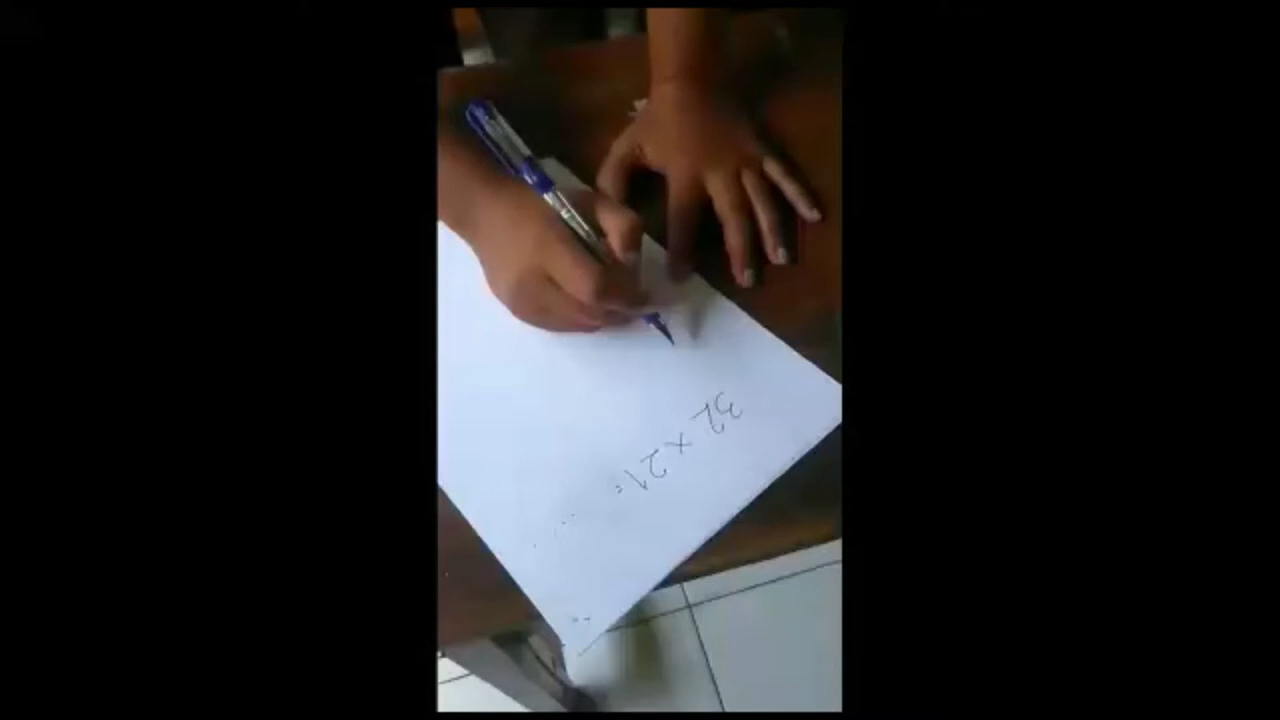 32 x 21 = ......